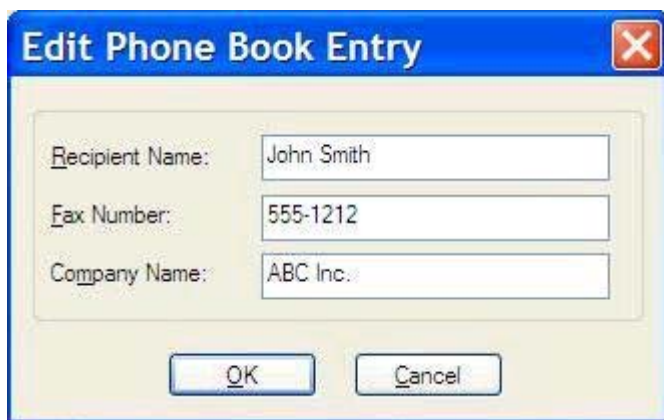 Edit Phone Book Entry
Recipient Name: John Smith
Fax Number: 555-1212
Company Name: ABC Inc.
OK Cancel